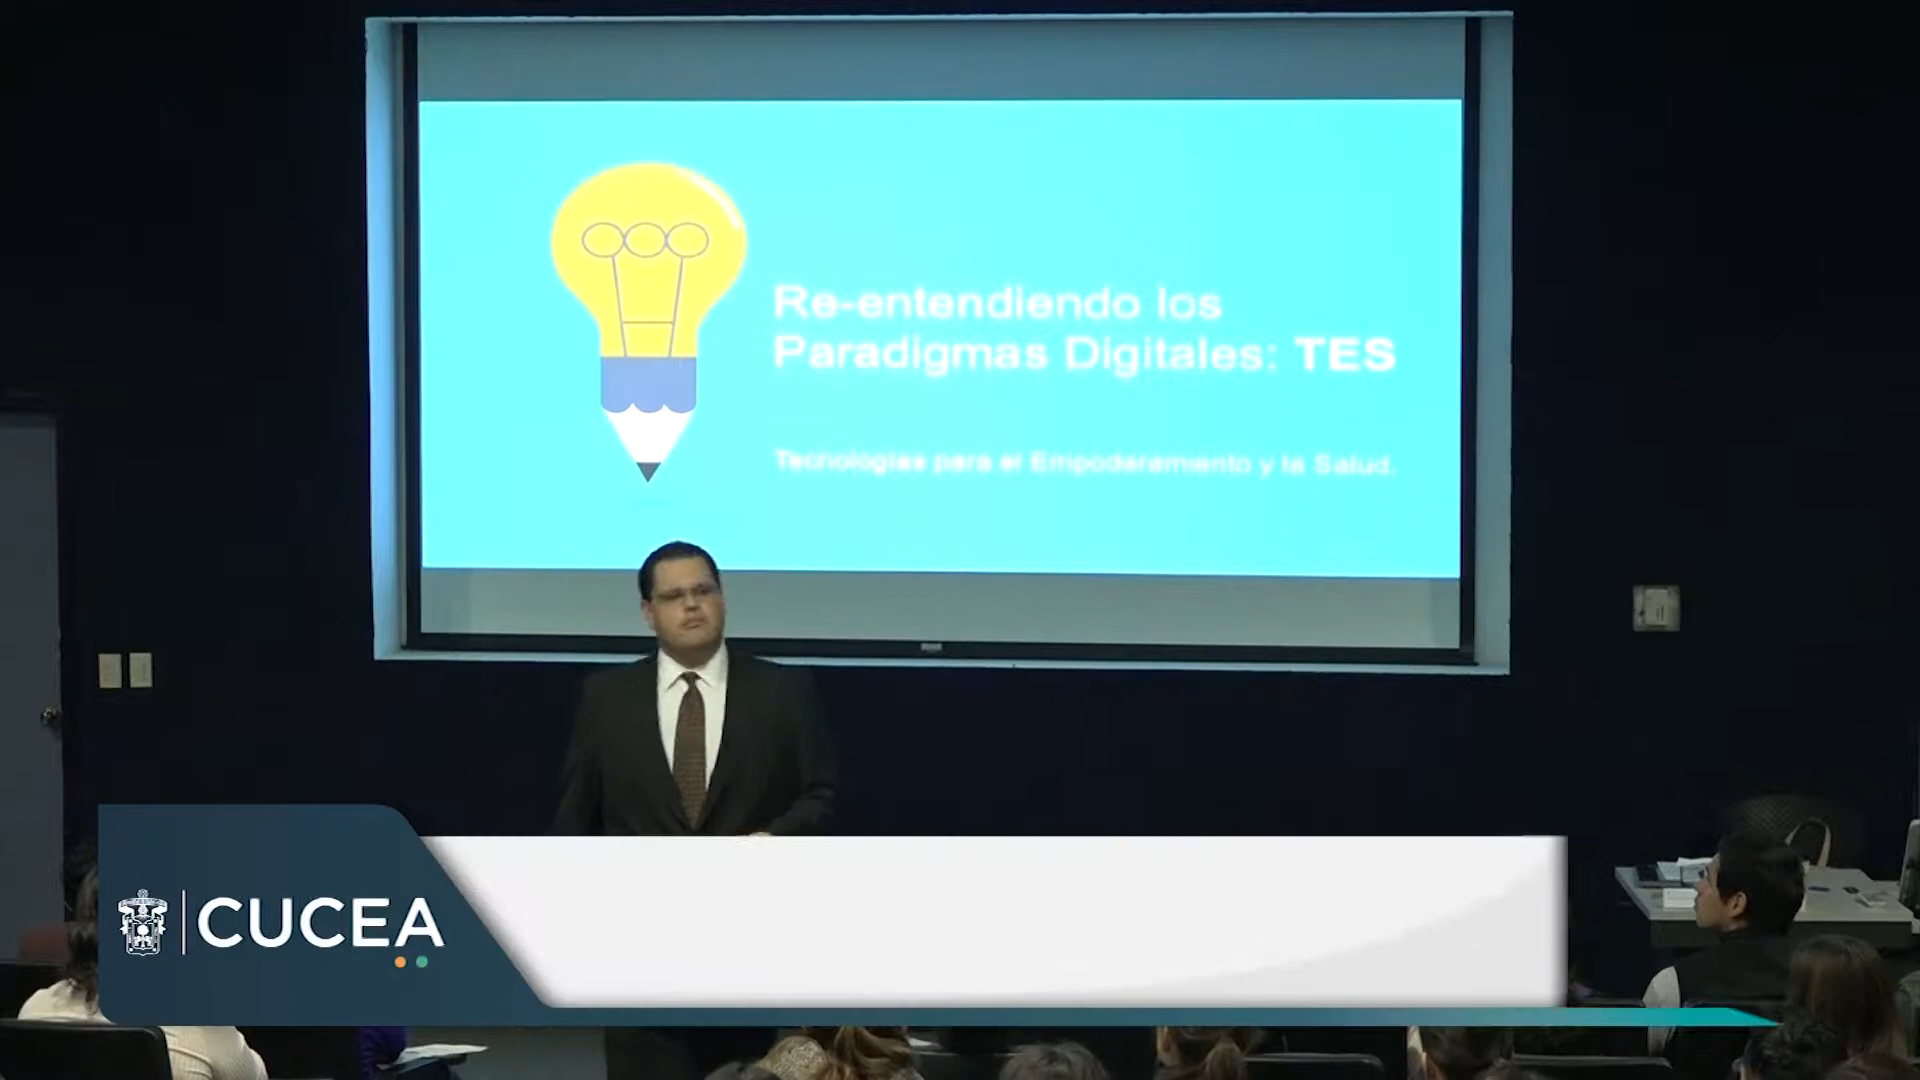 Re-entendiendo los
Paradigmas Digitales: TES
Tecnologías para el Empoderamiento y la Salud.
CUCEA